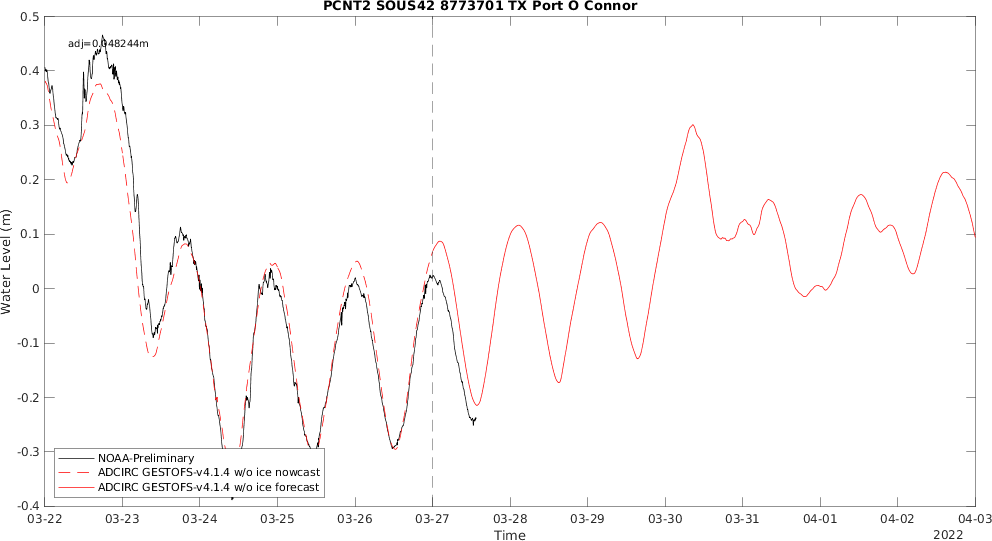 PCNT2 SOUS42 8773701 TX Port O Connor
adj=0.048244m
0.5
0.4
0.3
0.2
0.1
0
-0.1
-0.2
-0.3
-0.4
Water Level (m)
NOAA-Preliminary
ADCIRC GESTOFS-v4.1.4 w/o ice nowcast
ADCIRC GESTOFS-v4.1.4 w/o ice forecast
03-22 03-23 03-24 03-25 03-26 03-27 03-28 03-29 03-30 03-31 04-01 04-02 04-03
Time
2022